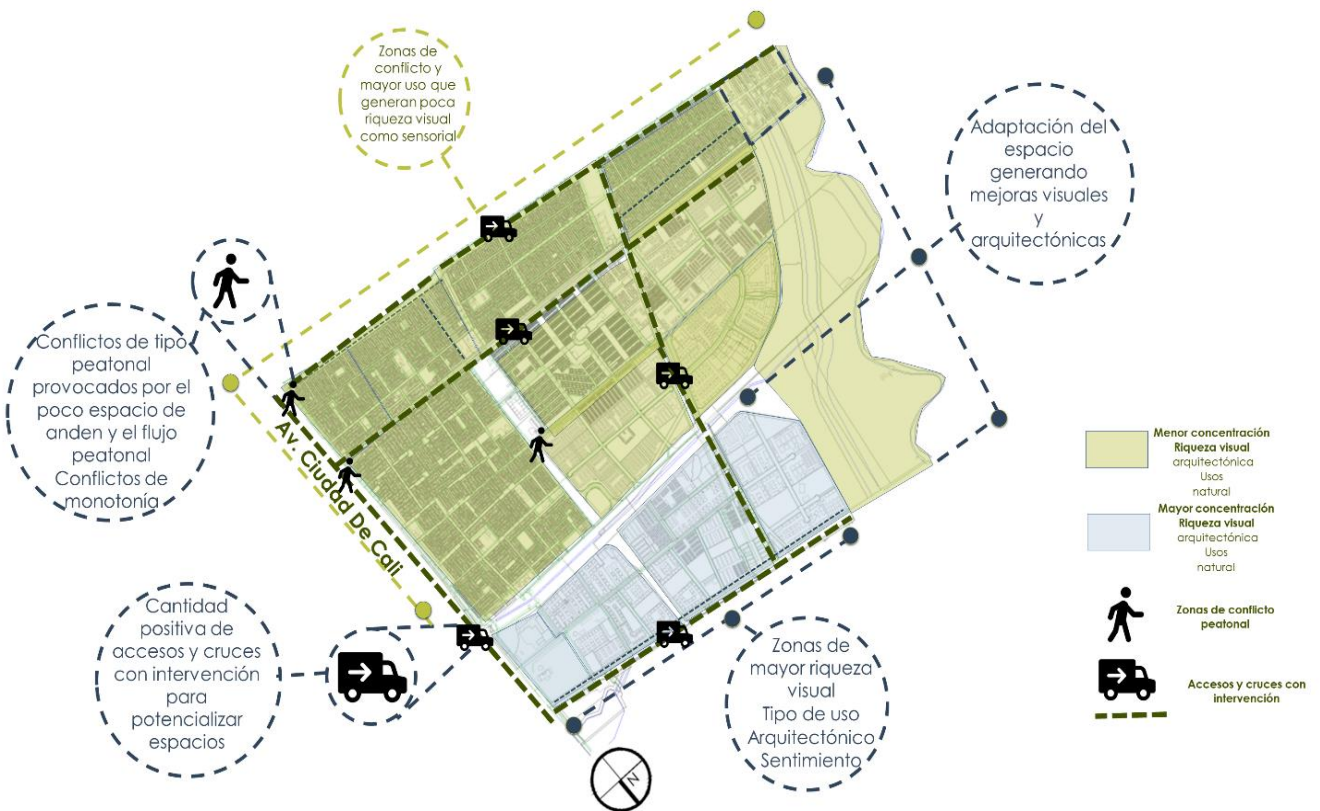 Zonas de
conflicto y
mayor uso que
generan poca
riqueza visual
como sensorial
Adaptación del
espacio
generando
mejoras visuales
y
arquitectónicas
Conflictos de tipo
peatonal
provocados por el
poco espacio de
anden y el flujo
peatonal
Conflictos de
monotonía
Av. Ciudad De Cali
Cantidad
positiva de
accesos y cruces
con intervención
para
potencializar
espacios
Zonas de
mayor riqueza
visual
Tipo de uso
Arquitectónico
Sentimiento
N
Menor concentración
Riqueza visual
arquitectónica
Usos
natural
Mayor concentración
Riqueza visual
arquitectónica
Usos
natural
Zonas de conflicto
peatonal
Accesos y cruces con
intervención